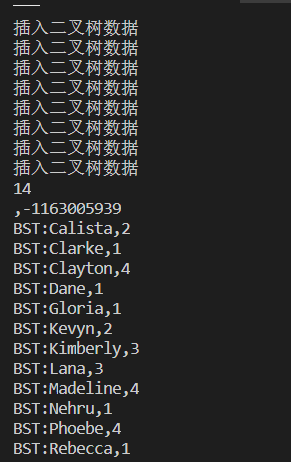 插入二叉树数据
插入二叉树数据
插入二叉树数据
插入二叉树数据
插入二叉树数据
插入二叉树数据
插入二叉树数据
插入二叉树数据
14
,-1163005939
BST:Calista,2
BST:Clarke,1
BST:Clayton,4
BST:Dane,1
BST:Gloria,1
BST:Kevyn,2
BST:Kimberly,3
BST:Lana,3
BST:Madeline,4
BST:Nehru,1
BST:Phoebe,4
BST:Rebecca,1